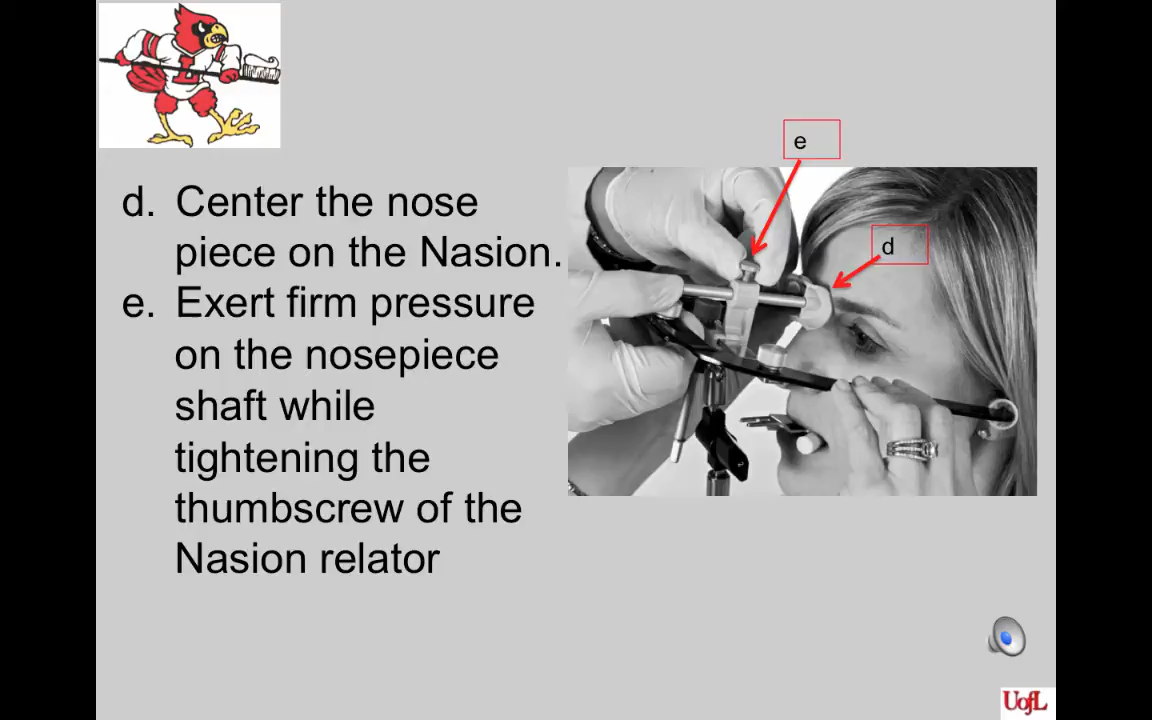 e
d
d. Center the nose
piece on the Nasion.
e. Exert firm pressure
on the nosepiece
shaft while
tightening the
thumbscrew of the
Nasion relator
L
UofL